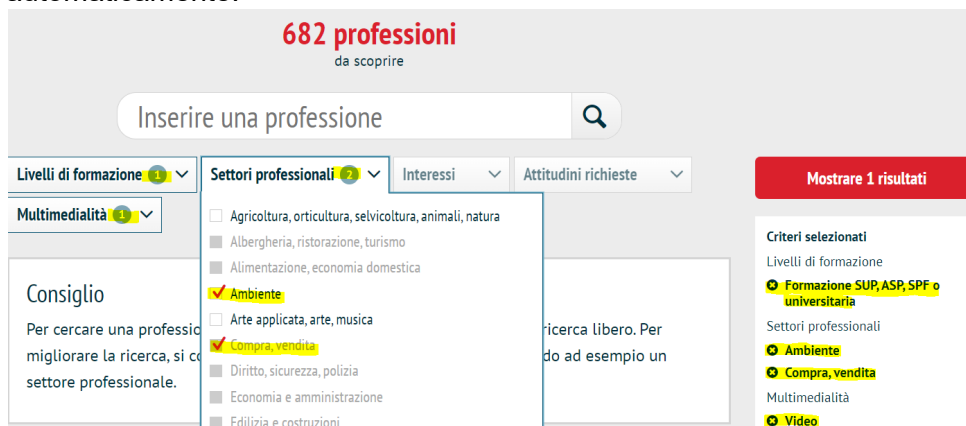 automaticamente.
682 professioni
da scoprire
Inserire una professione
Livelli di formazione 1
Settori professionali 2
Interessi
Attitudini richieste
Multimedialità 1
Agricoltura, orticultura, selvicoltura, animali, natura
Albergheria, ristorazione, turismo
Alimentazione, economia domestica
Ambiente
Arte applicata, arte, musica
Compra, vendita
Diritto, sicurezza, polizia
Economia e amministrazione
Edilizia e costruzioni
Consiglio
Per cercare una professio ricerca libero. Per
migliorare la ricerca, si co do ad esempio un
settore professionale.
Mostrare 1 risultati
Criteri selezionati
Livelli di formazione
Formazione SUP, ASP, SPF o
universitaria
Settori professionali
Ambiente
Compra, vendita
Multimedialità
Video